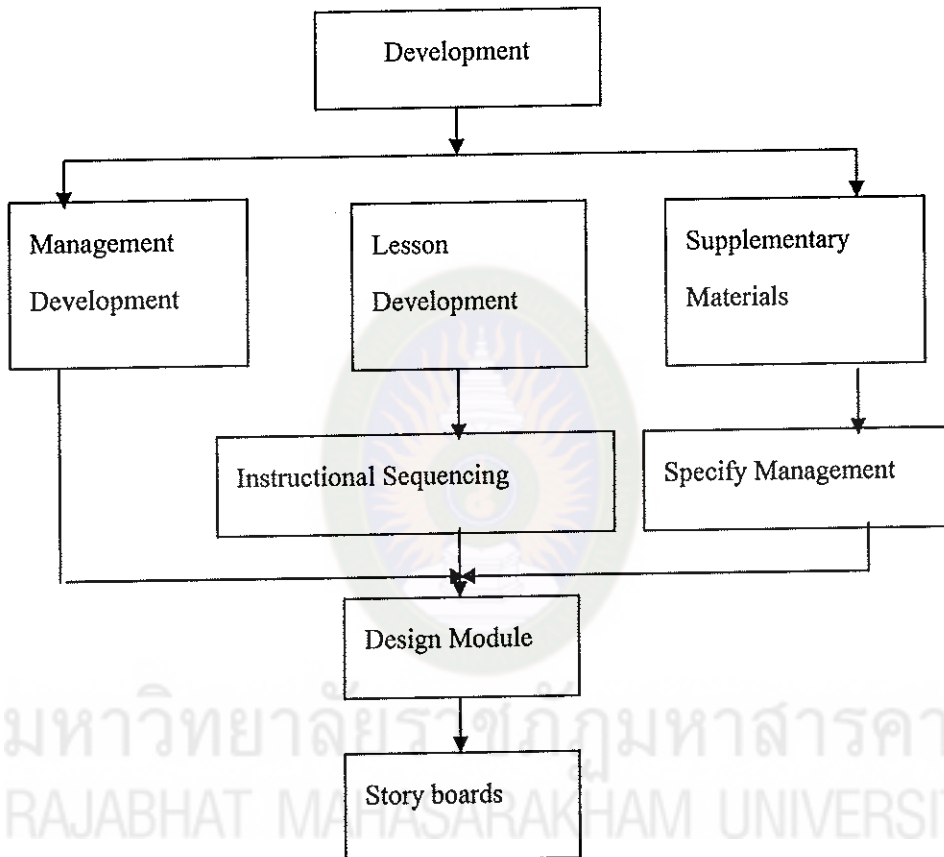 Development
Management
Development
Lesson
Development
Supplementary
Materials
Instructional Sequencing
Specify Management
Design Module
Story boards
มหาวิทยาลัยราชภัฏมหาสารคา
RAJABHAT MAHASARAKHAM UNIVERSIT